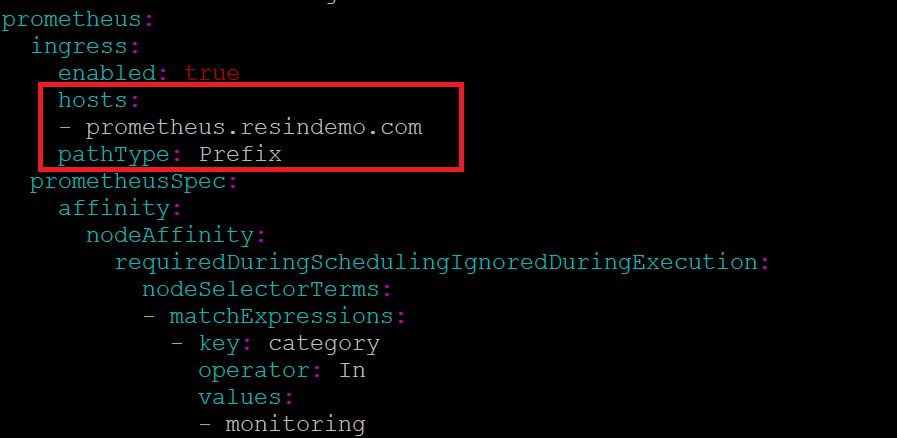 prometheus:
  ingress:
    enabled: true
    hosts:
    - prometheus.resindemo.com
    pathType: Prefix
  prometheusSpec:
    affinity:
      nodeAffinity:
        requiredDuringSchedulingIgnoredDuringExecution:
          nodeSelectorTerms:
          - matchExpressions:
            - key: category
              operator: In
              values:
              - monitoring